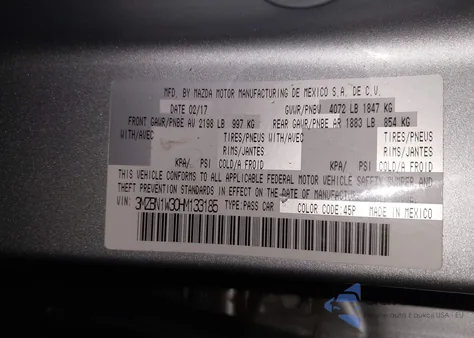 MFD. BY MAZDA MOTOR MANUFACTURING DE MEXICO S.A. DE C.V.
DATE 02/17 GVWR/PNBV 4072 LB 1847 KG
FRONT GAWR/PNBE AV 2198 LB 997 KG REAR GAWR/PNBE AR 1883 LB 854 KG
WITH/AVEC TIRES/PNEUS WITH/AVEC TIRES/PNEUS
RIMS/JANTES RIMS/JANTES
KPA/ PSI COLD/A FROID KPA/ PSI COLD/A FROID
THIS VEHICLE CONFORMS TO ALL APPLICABLE FEDERAL MOTOR VEHICLE SAFETY BUMPER AND
THEFT PREVENTION STANDARDS IN EFFECT ON THE DATE OF MANUFACTURE
VIN: 3MZBN1W30HM133185 TYPE:PASS CAR COLOR CODE:45P MADE IN MEXICO